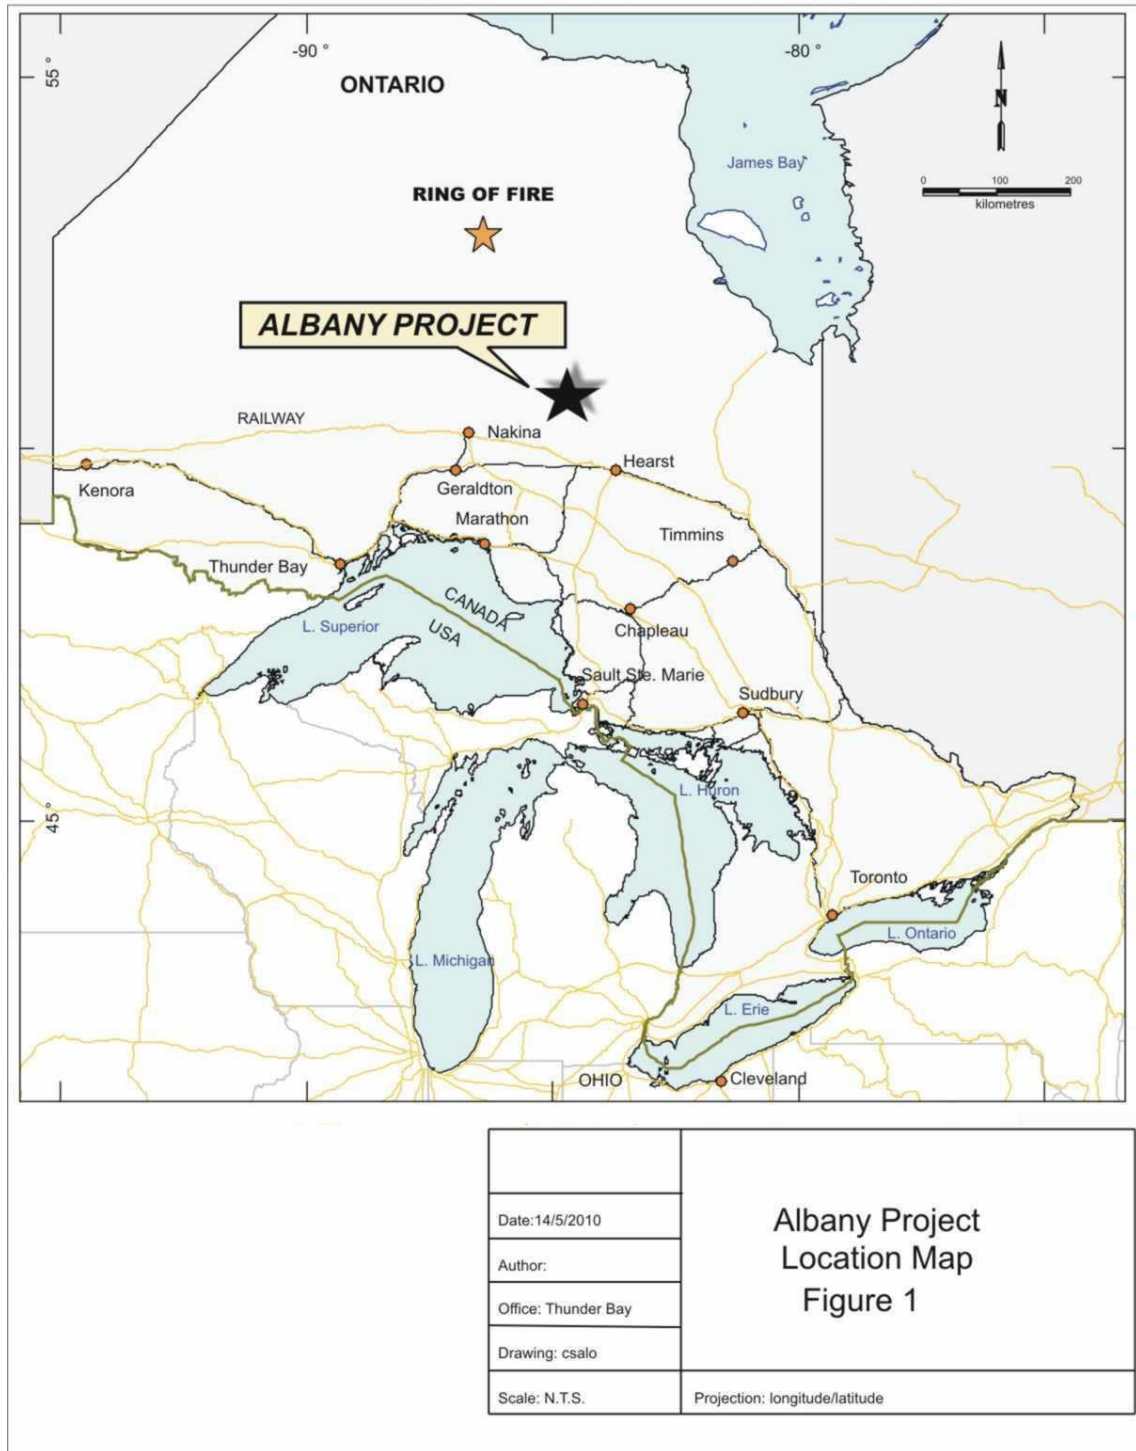 -90 °
-80 °
55 °
ONTARIO
N
James Bay
0 100 200
kilometres
RING OF FIRE
ALBANY PROJECT
RAILWAY
Nakina
Hearst
Kenora
Geraldton
Marathon
Timmins
Thunder Bay
CANADA
USA
L. Superior
Chapleau
Sault Ste. Marie
Sudbury
L. Huron
45 °
Toronto
L. Ontario
L. Michigan
L. Erie
OHIO
Cleveland
Date:14/5/2010
Author:
Office: Thunder Bay
Drawing: csalo
Scale: N.T.S.
Albany Project
Location Map
Figure 1
Projection: longitude/latitude